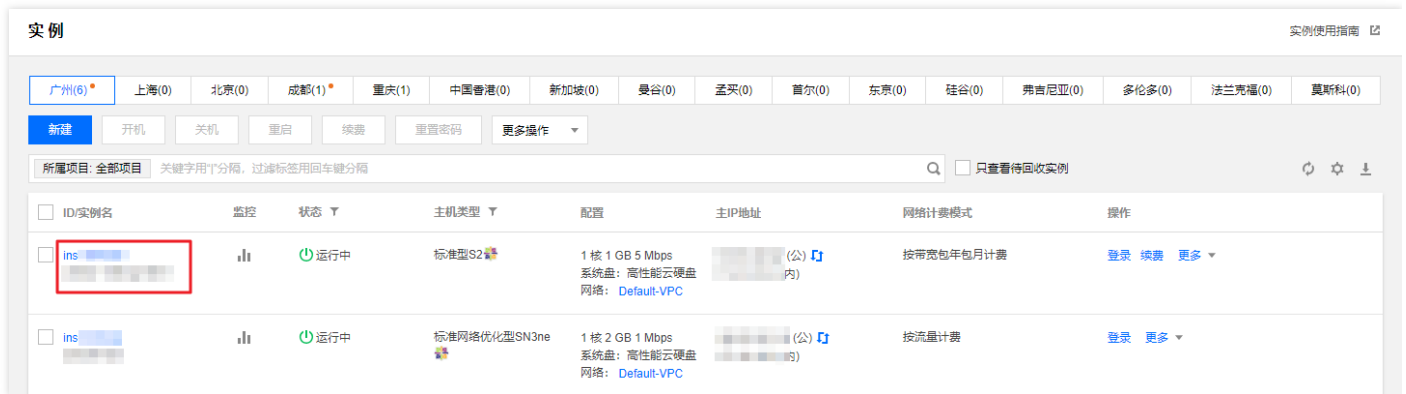 实例
实例使用指南
广州(6) 上海(0) 北京(0) 成都(1) 重庆(1) 中国香港(0) 新加坡(0) 曼谷(0) 孟买(0) 首尔(0) 东京(0) 硅谷(0) 弗吉尼亚(0) 多伦多(0) 法兰克福(0) 莫斯科(0)
新建 开机 关机 重启 续费 重置密码 更多操作
所属项目: 全部项目 关键字用"|"分隔，过滤标签用回车键分隔 只查看待回收实例
ID/实例名 监控 状态 主机类型 配置 主IP地址 网络计费模式 操作
ins 运行中 标准型S2 1 核 1 GB 5 Mbps (公) 按带宽包年包月计费 登录 续费 更多
系统盘：高性能云硬盘 内)
网络：Default-VPC
ins 运行中 标准网络优化型SN3ne 1 核 2 GB 1 Mbps (公) 按流量计费 登录 更多
系统盘：高性能云硬盘 内)
网络：Default-VPC